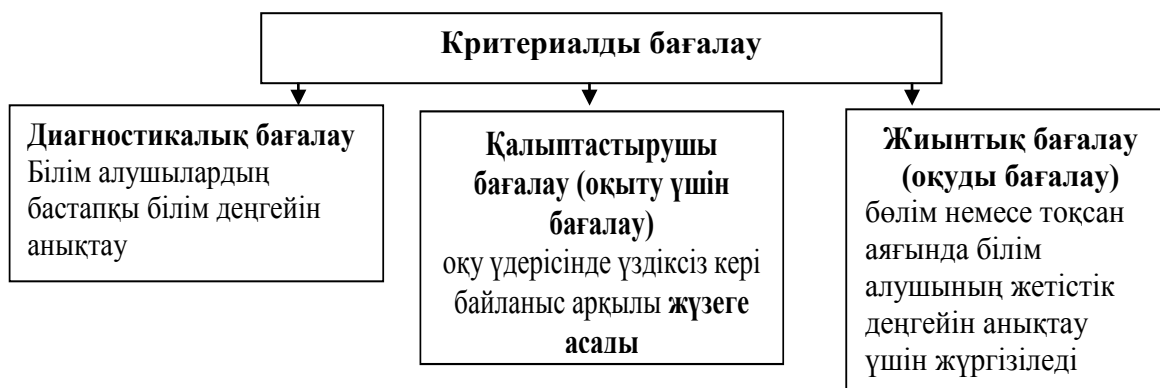 Критериалды бағалау
Диагностикалық бағалау
Білім алушылардың
бастапқы білім деңгейін
анықтау
Қалыптастырушы
бағалау (оқыту үшін
бағалау)
оқу үдерісінде үздіксіз кері
байланыс арқылы жүзеге
асады
Жиынтық бағалау
(оқуды бағалау)
бөлім немесе тоқсан
аяғында білім
алушының жетістік
деңгейін анықтау
үшін жүргізіледі